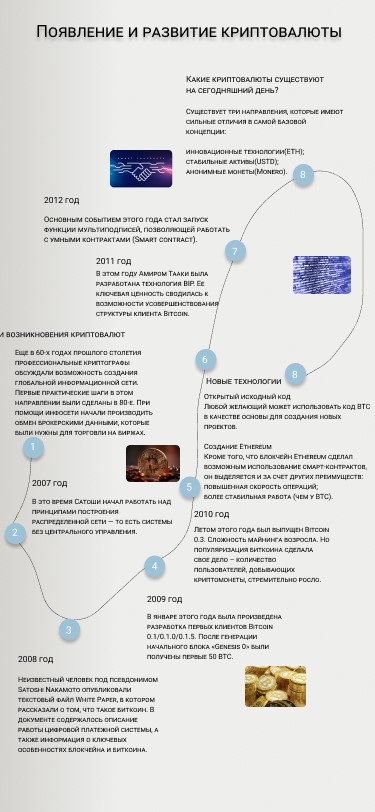 Появление и развитие криптовалюты
Какие криптовалюты существуют
на сегодняшний день?
Существует три направления, которые имеют
сильные отличия в самой базовой
концепции:
инновационные технологии(ETH);
стабильные активы(USTD);
анонимные монеты(Monero).
8
2012 год
Основным событием этого года стал запуск
функции мультиподписей, позволяющей работать
с умными контрактами (Smart contract).
7
2011 год
В этом году Амиром Тааки была
разработана технология BIP. Ее
ключевая ценность сводилась к
возможности усовершенствования
структуры клиента Bitcoin.
и возникновения криптовалют
Еще в 60-х годах прошлого столетия
профессиональные криптографы
обсуждали возможность создания
глобальной информационной сети.
Первые практические шаги в этом
направлении были сделаны в 80-е. При
помощи инфосети начали производить
обмен брокерскими данными, которые
были нужны для торговли на биржах.
6
8
Новые технологии
Открытый исходный код
Любой желающий может использовать код BTC
в качестве основы для создания новых
проектов.
Создание Ethereum
Кроме того, что блокчейн Ethereum сделал
возможным использование смарт-контрактов,
он выделяется и за счет других преимуществ:
повышенная скорость операций;
более стабильная работа (чем у BTC).
1
5
2007 год
В это время Сатоши начал работать над
принципами построения
распределенной сети — то есть системы
без центрального управления.
2
2010 год
Летом этого года был выпущен Bitcoin
0.3. Сложность майнинга возросла. Но
популяризация биткоина сделала
свое дело – количество
пользователей, добывающих
криптомонеты, стремительно росло.
4
2009 год
В январе этого года была произведена
разработка первых клиентов Bitcoin
0.1/0.1.0/0.1.5. После генерации
начального блока «Genesis 0» были
получены первые 50 BTC.
3
2008 год
Неизвестный человек под псевдонимом
Satoshi Nakamoto опубликовали
текстовый файл White Paper, в котором
рассказали о том, что такое биткоин. В
документе содержалось описание
работы цифровой платежной системы, а
также информация о ключевых
особенностях блокчейна и биткоина.